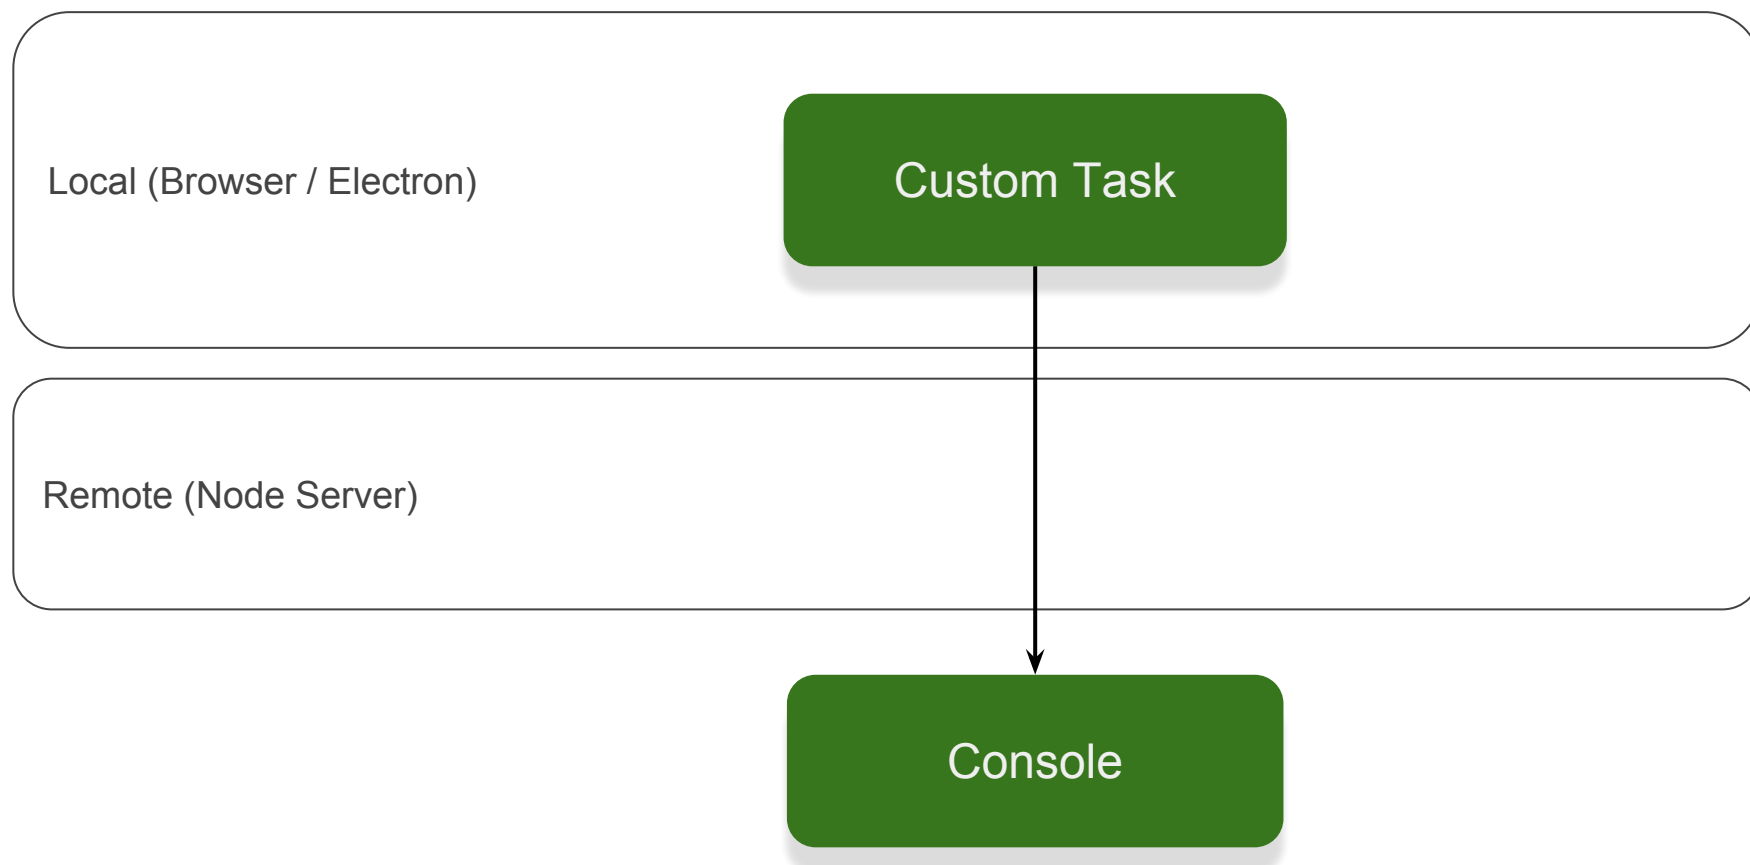 Local (Browser / Electron)
Custom Task
Remote (Node Server)
Console